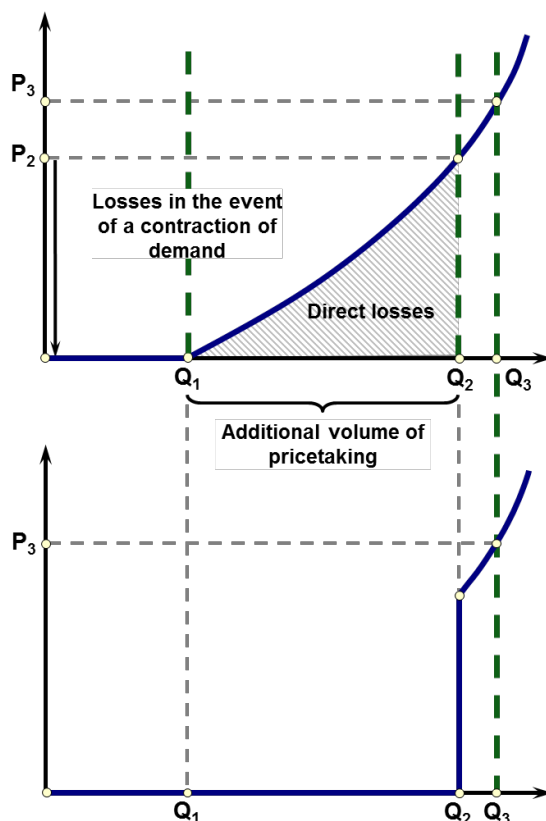 P3
P2
Losses in the event
of a contraction of
demand
Direct losses
Q1
Q2
Q3
Additional volume of
pricetaking
P3
Q1
Q2
Q3